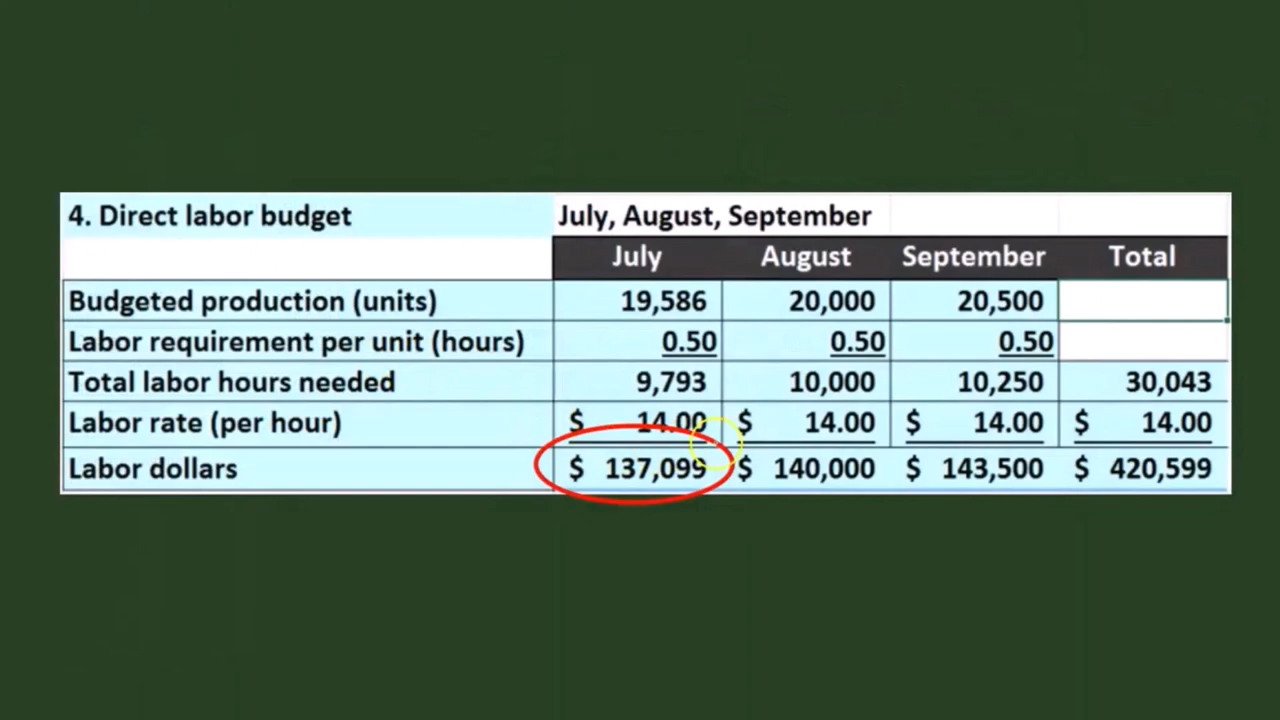 4. Direct labor budget July, August, September
July August September Total
Budgeted production (units) 19,586 20,000 20,500
Labor requirement per unit (hours) 0.50 0.50 0.50
Total labor hours needed 9,793 10,000 10,250 30,043
Labor rate (per hour) $ 14.00 $ 14.00 $ 14.00 $ 14.00
Labor dollars $ 137,099 $ 140,000 $ 143,500 $ 420,599